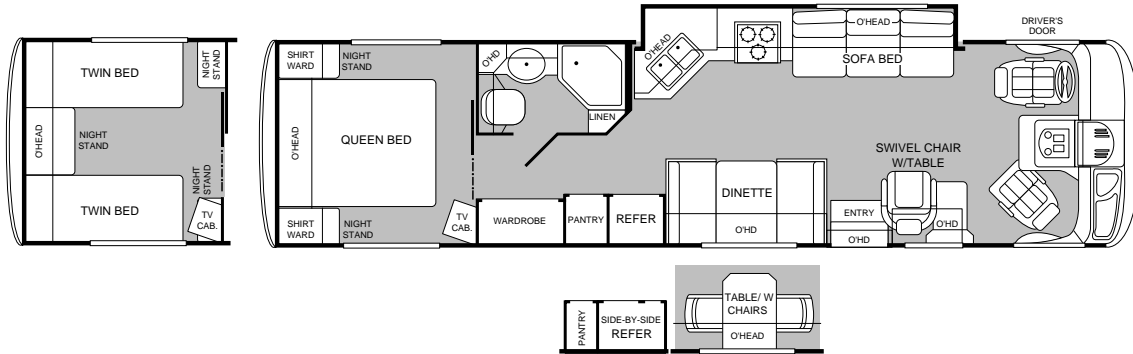 TWIN BED
NIGHT
STAND
O'HEAD
NIGHT
STAND
NIGHT
STAND
TWIN BED
TV
CAB.
SHIRT
WARD
NIGHT
STAND
O'HEAD
QUEEN BED
SHIRT
WARD
NIGHT
STAND
TV
CAB.
O'HD
LINEN
WARDROBE
PANTRY
REFER
O'HEAD
O'HEAD
SOFA BED
DINETTE
O'HD
SWIVEL CHAIR
W/TABLE
ENTRY
O'HD
O'HD
DRIVER'S
DOOR
PANTRY
SIDE-BY-SIDE
REFER
TABLE/ W
CHAIRS
O'HEAD